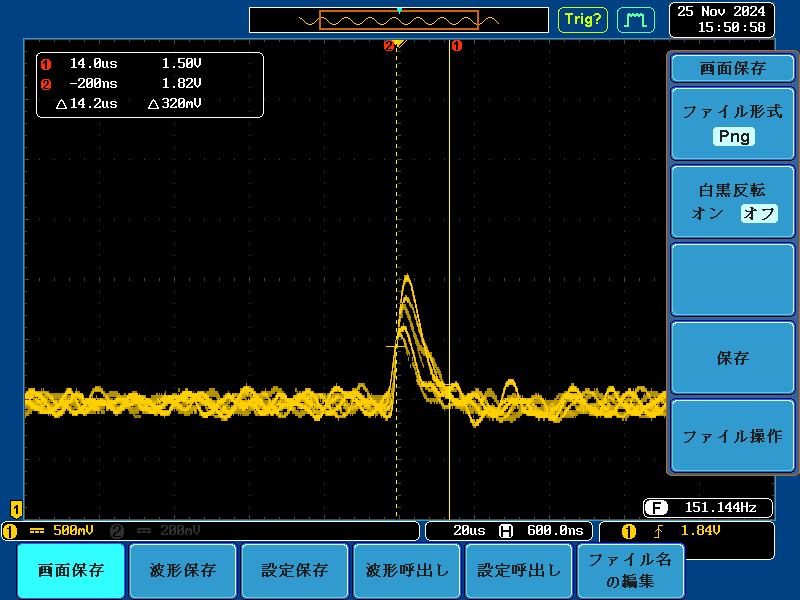 Trig?
25 Nov 2024
15:50:58
2
1
1 14.0us 1.50V
2 -200ns 1.82V
△14.2us △320mV
画面保存
ファイル形式
Png
白黒反転
オン オフ
保存
ファイル操作
1
F 151.144Hz
1 500mV 2 200mV
20us H 600.0ns
1 1.84V
画面保存
波形保存
設定保存
波形呼出し
設定呼出し
ファイル名
の編集